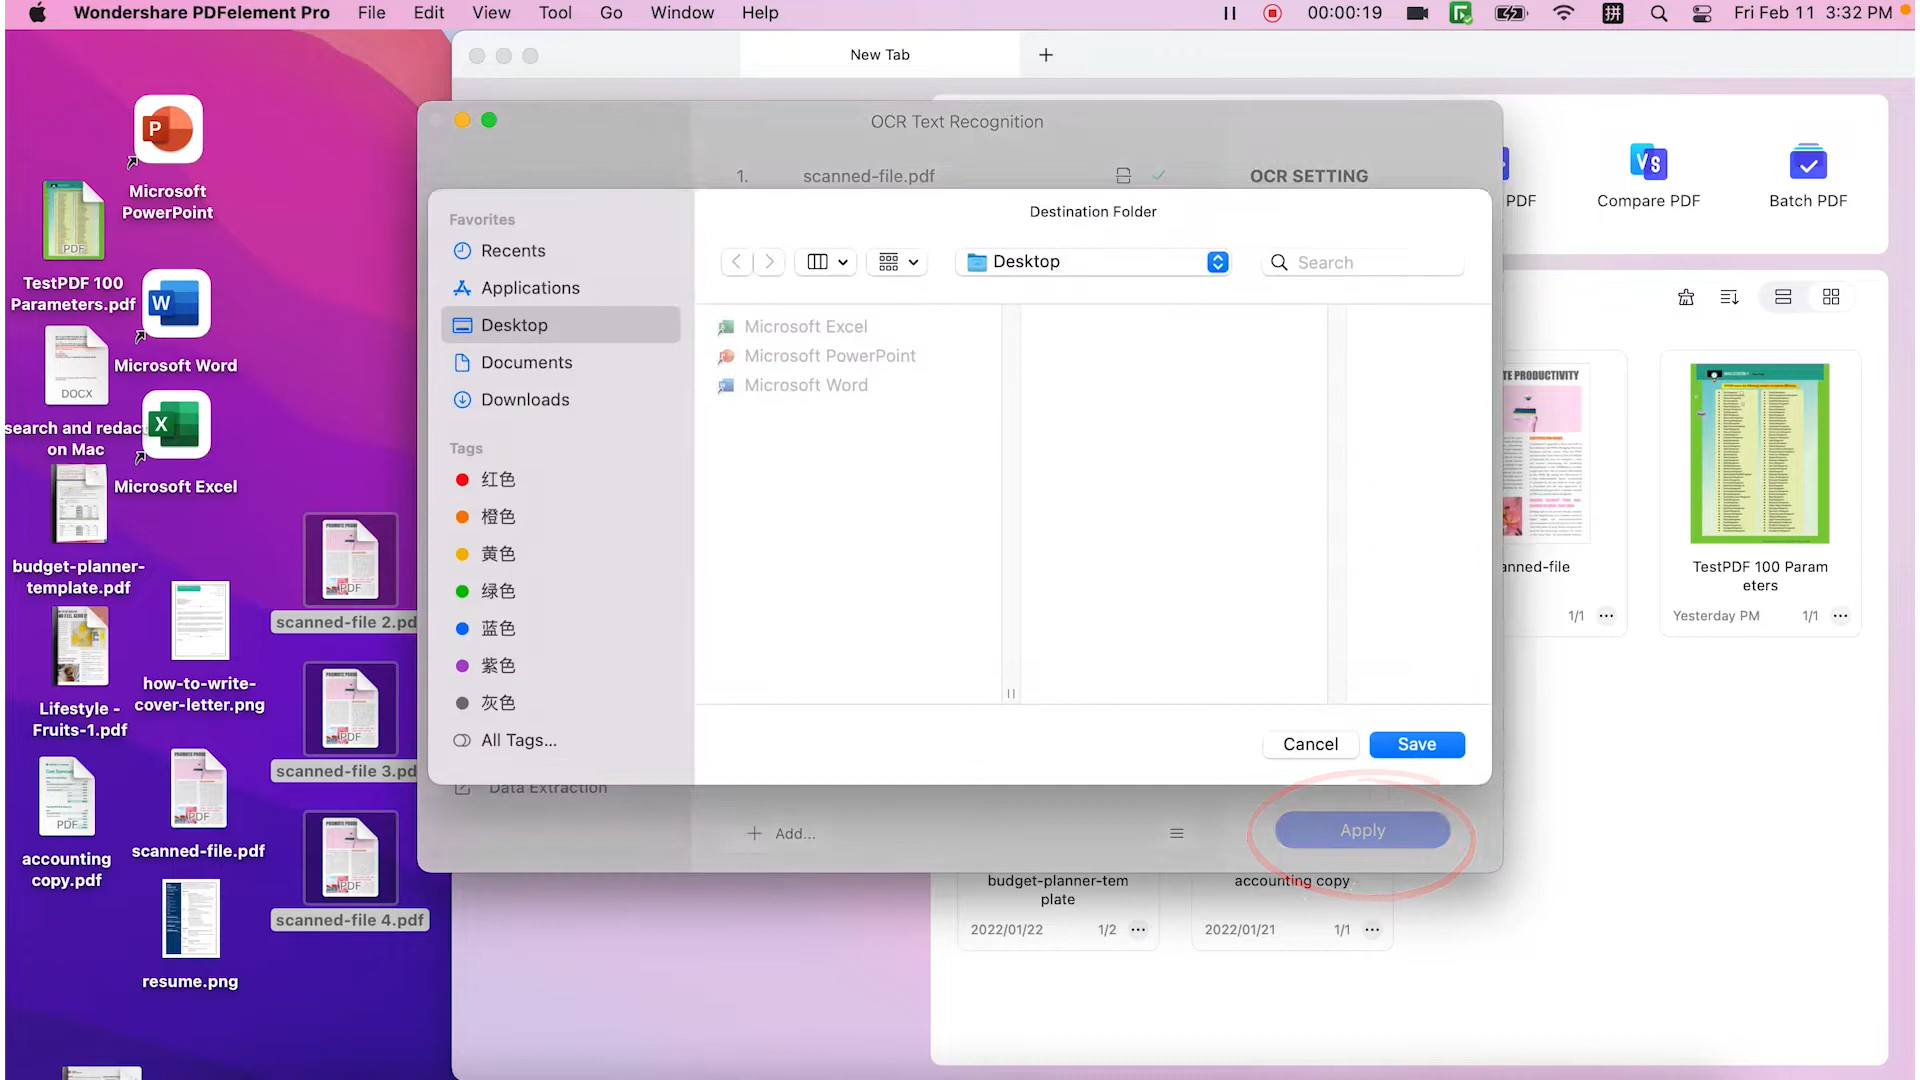 Wondershare PDFelement Pro File Edit View Tool Go Window Help
00:00:19 拼 Fri Feb 11 3:32 PM
New Tab
OCR Text Recognition
1. scanned-file.pdf
OCR SETTING
Destination Folder
Favorites
Recents
Applications
Desktop
Documents
Downloads
Tags
红色
橙色
黄色
绿色
蓝色
紫色
灰色
All Tags...
Desktop
Search
Microsoft Excel
Microsoft PowerPoint
Microsoft Word
Cancel
Save
Data Extraction
Add...
Apply
P
Microsoft
PowerPoint
PDF
TestPDF 100
Parameters.pdf
W
Microsoft Word
DOCX
search and redac
on Mac
X
Microsoft Excel
budget-planner-
template.pdf
PDF
scanned-file 2.pd
how-to-write-
cover-letter.png
Lifestyle -
Fruits-1.pdf
PDF
scanned-file 3.pd
PDF
accounting
copy.pdf
PDF
scanned-file.pdf
PDF
scanned-file 4.pdf
resume.png
PDF
VS
Compare PDF
Batch PDF
TE PRODUCTIVITY
anned-file
1/1
TestPDF 100 Param
eters
Yesterday PM 1/1
budget-planner-tem
plate
2022/01/22 1/2
accounting copy
2022/01/21 1/1